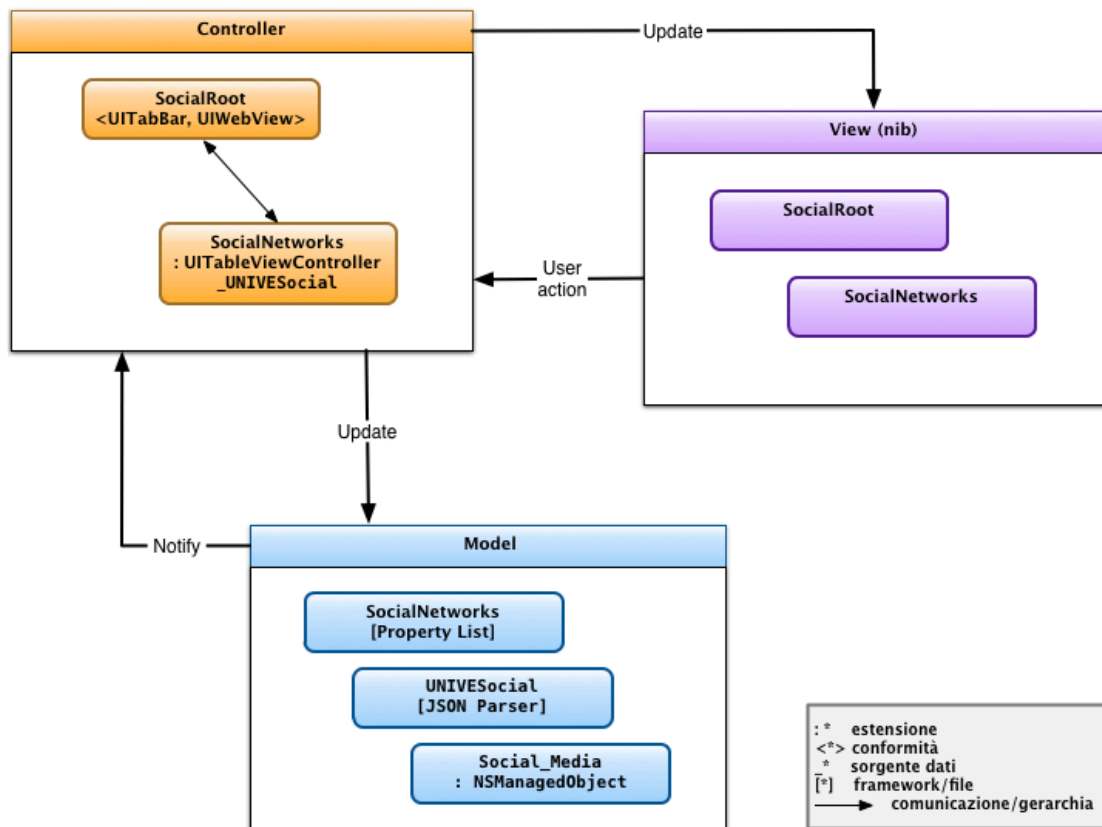 Controller
SocialRoot
<UITabBar, UIWebView>
SocialNetworks
: UITableViewController
_UNIVESocial
Update
View (nib)
SocialRoot
SocialNetworks
User
action
Update
Notify
Model
SocialNetworks
[Property List]
UNIVESocial
[JSON Parser]
Social_Media
: NSManagedObject
: * estensione
<*> conformità
_* sorgente dati
[*] framework/file
comunicazione/gerarchia